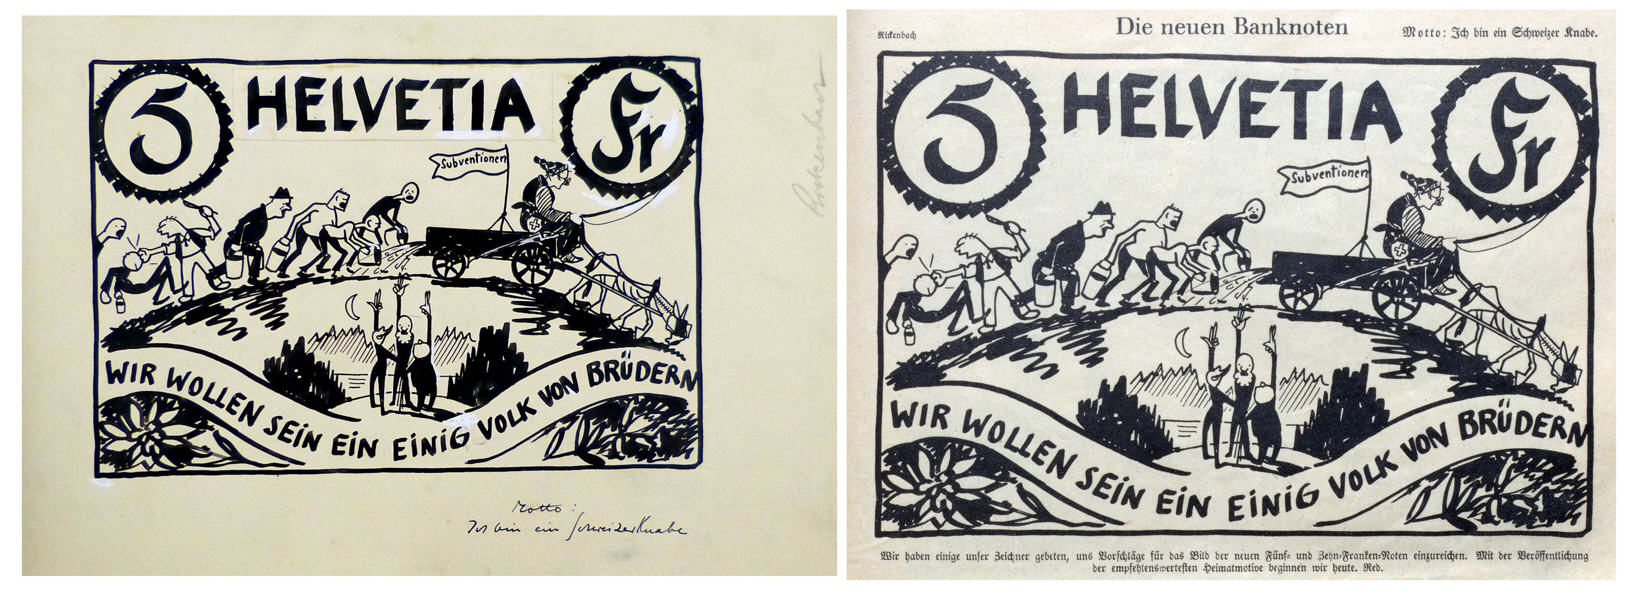 5 HELVETIA Fr
Subventionen
WIR WOLLEN SEIN EIN EINIG VOLK VON BRÜDERN
Motto:
Ich bin ein Schweizer Knabe
Rickenbach
Die neuen Banknoten
Rickenbach
Motto: Ich bin ein Schweizer Knabe.
5 HELVETIA Fr
Subventionen
WIR WOLLEN SEIN EIN EINIG VOLK VON BRÜDERN
Wir haben einige unser Zeichner gebeten, uns Vorschläge für das Bild der neuen Fünf- und Zehn-Franken-Noten einzureichen. Mit der Veröffentlichung
der empfehlenswertesten Heimatmotive beginnen wir heute. Red.